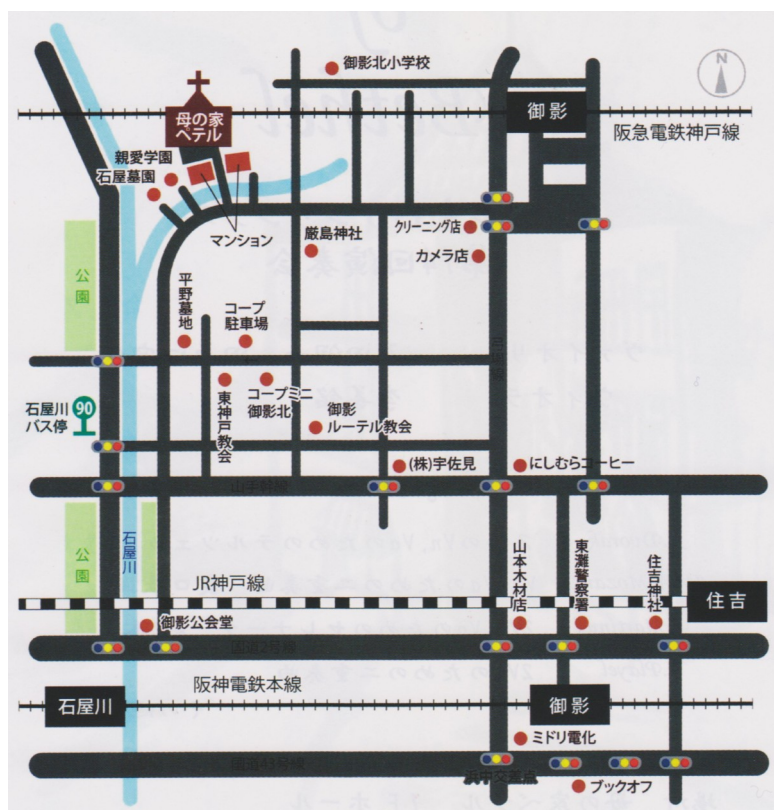 御影北小学校
N
母の家
ベテル
御影
阪急電鉄神戸線
親愛学園
石屋墓園
マンション
厳島神社
クリーニング店
カメラ店
公園
平野墓地
コープ
駐車場
石屋川
バス停
90
東神戸教会
コープミニ
御影北
御影
ルーテル教会
(株)宇佐見
にしむらコーヒー
山手幹線
公園
石屋川
JR神戸線
山本木材店
東灘警察署
住吉神社
住吉
御影公会堂
国道2号線
阪神電鉄本線
石屋川
御影
ミドリ電化
国道43号線
浜中交差点
ブックオフ